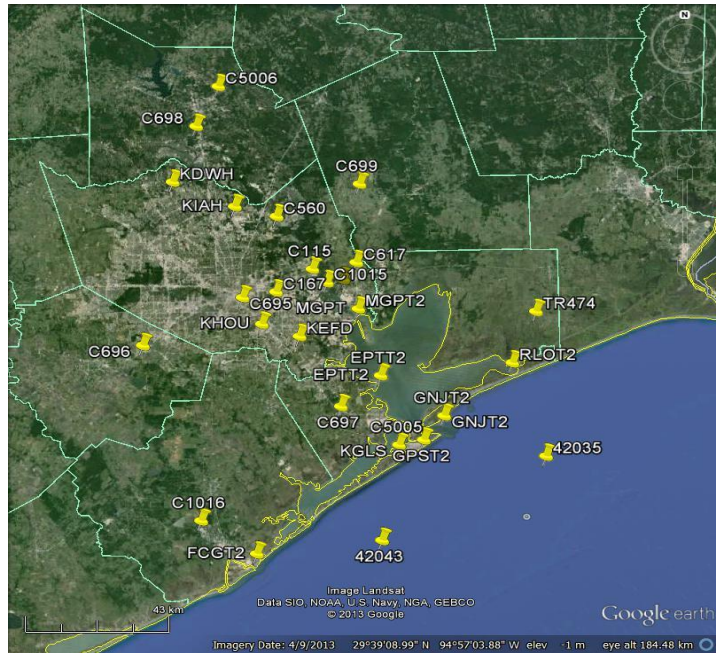 N
C5006
C698
C699
KDWH
KIAH
C560
C115
C617
C1015
C167
C695
MGPT
MGPT2
TR474
KHOU
KEFD
C696
EPTT2
RLOT2
EPTT2
GNJT2
C697
C5005
GNJT2
KGLS
GPST2
42035
C1016
FCGT2
42043
Image Landsat
Data SIO, NOAA, U.S. Navy, NGA, GEBCO
© 2013 Google
43 km
Google earth
Imagery Date: 4/9/2013 29°39'08.99" N 94°57'03.88" W elev -1 m eye alt 184.48 km